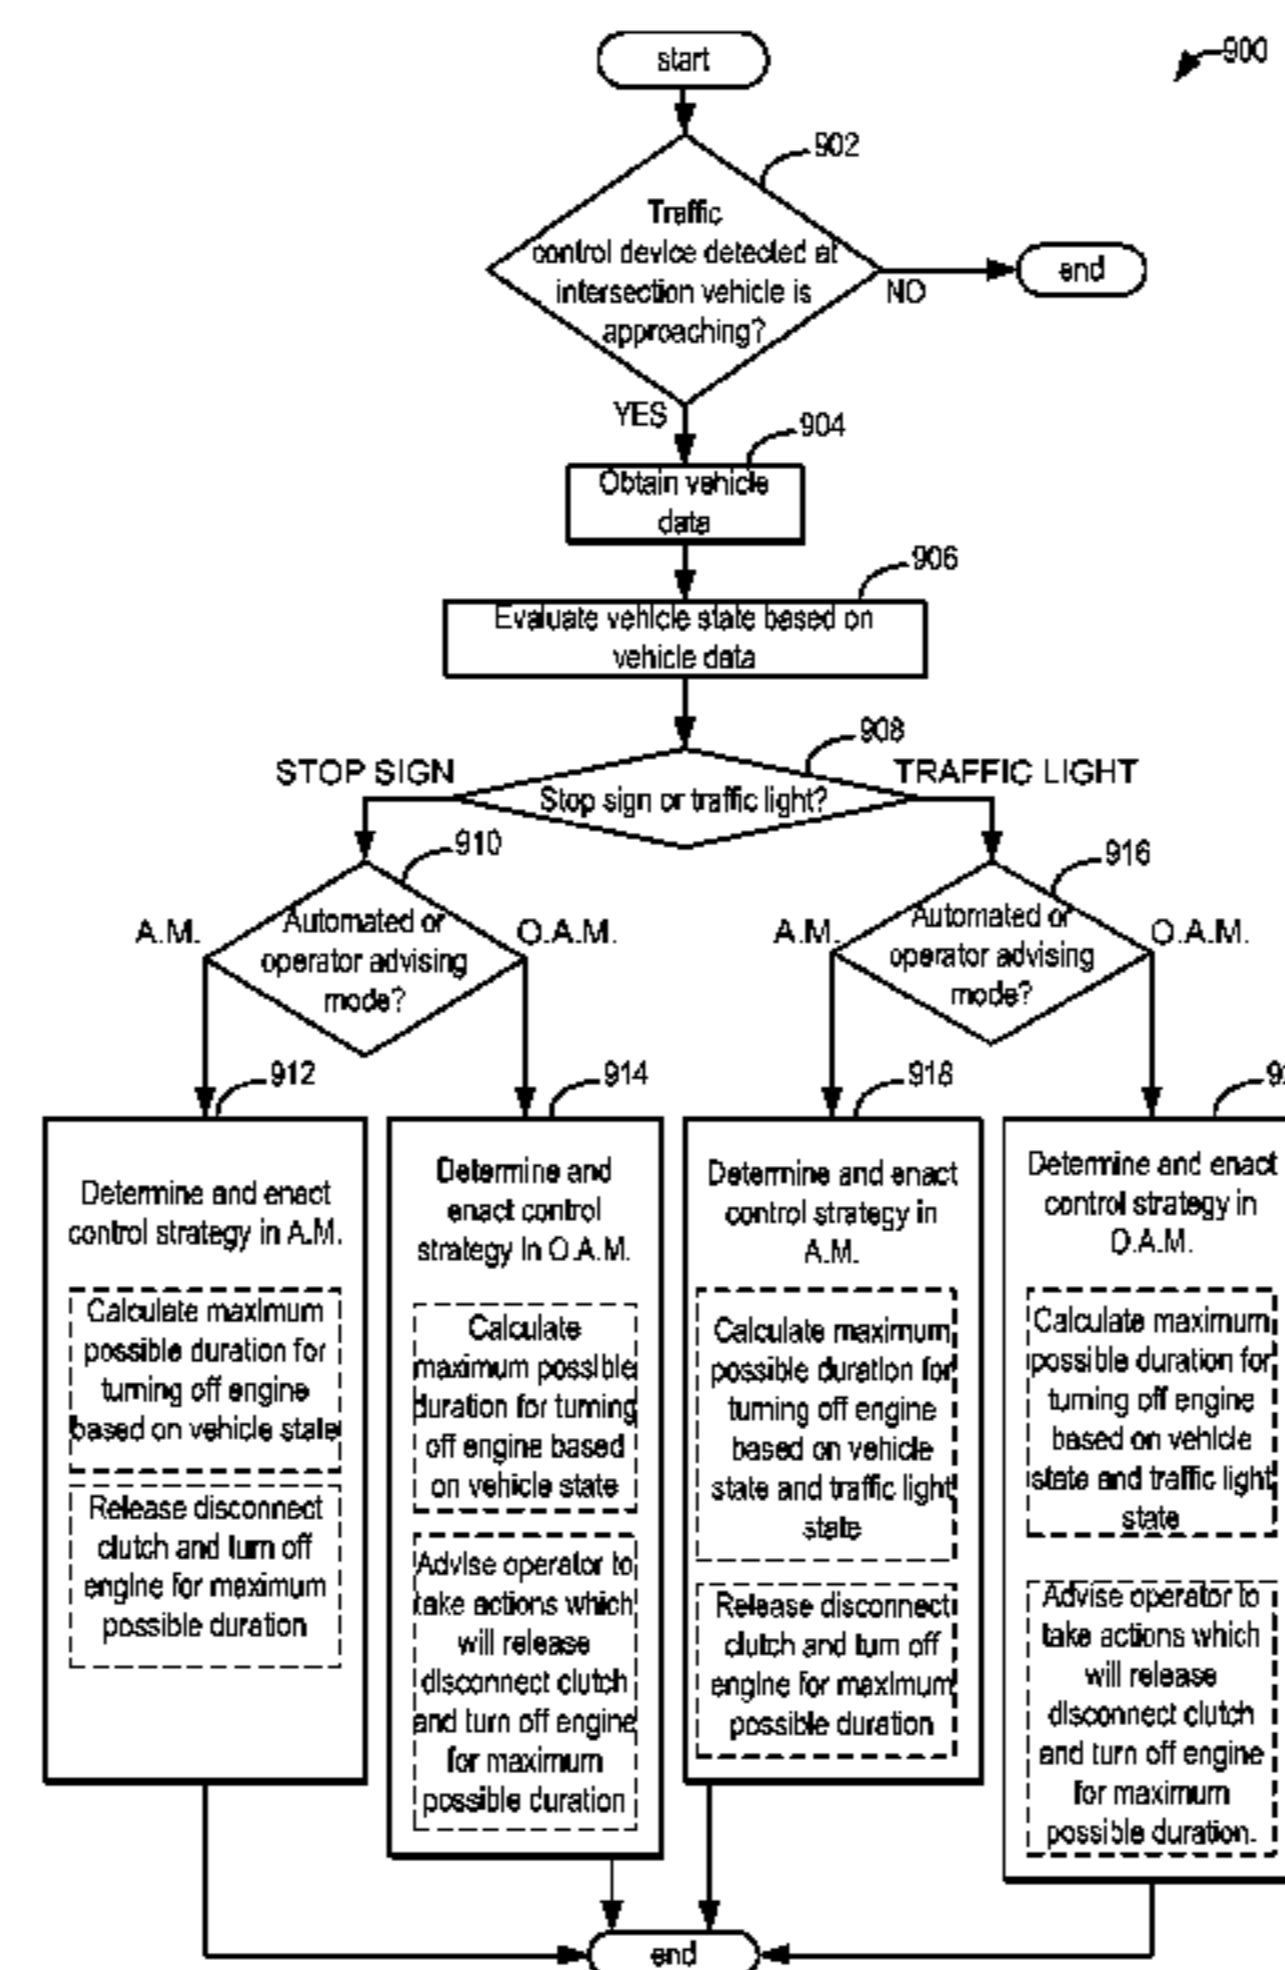 start
900
902
Traffic
control device detected at
intersection vehicle is
approaching?
NO
end
YES
904
Obtain vehicle
data
906
Evaluate vehicle state based on
vehicle data
908
STOP SIGN
TRAFFIC LIGHT
Stop sign or traffic light?
910
A.M.
Automated or
operator advising
mode?
O.A.M.
916
A.M.
Automated or
operator advising
mode?
O.A.M.
912
Determine and enact
control strategy in A.M.
Calculate maximum
possible duration for
turning off engine
based on vehicle state
Release disconnect
clutch and turn off
engine for maximum
possible duration
914
Determine and
enact control
strategy in O.A.M.
Calculate
maximum possible
duration for turning
off engine based
on vehicle state
Advise operator to
take actions which
will release
disconnect clutch
and turn off engine
for maximum
possible duration
918
Determine and enact
control strategy in
A.M.
Calculate maximum
possible duration for
turning off engine
based on vehicle
state and traffic light
state
Release disconnect
clutch and turn off
engine for maximum
possible duration
Determine and enact
control strategy in
O.A.M.
Calculate maximum
possible duration for
turning off engine
based on vehicle
state and traffic light
state
Advise operator to
take actions which
will release
disconnect clutch
and turn off engine
for maximum
possible duration.
end